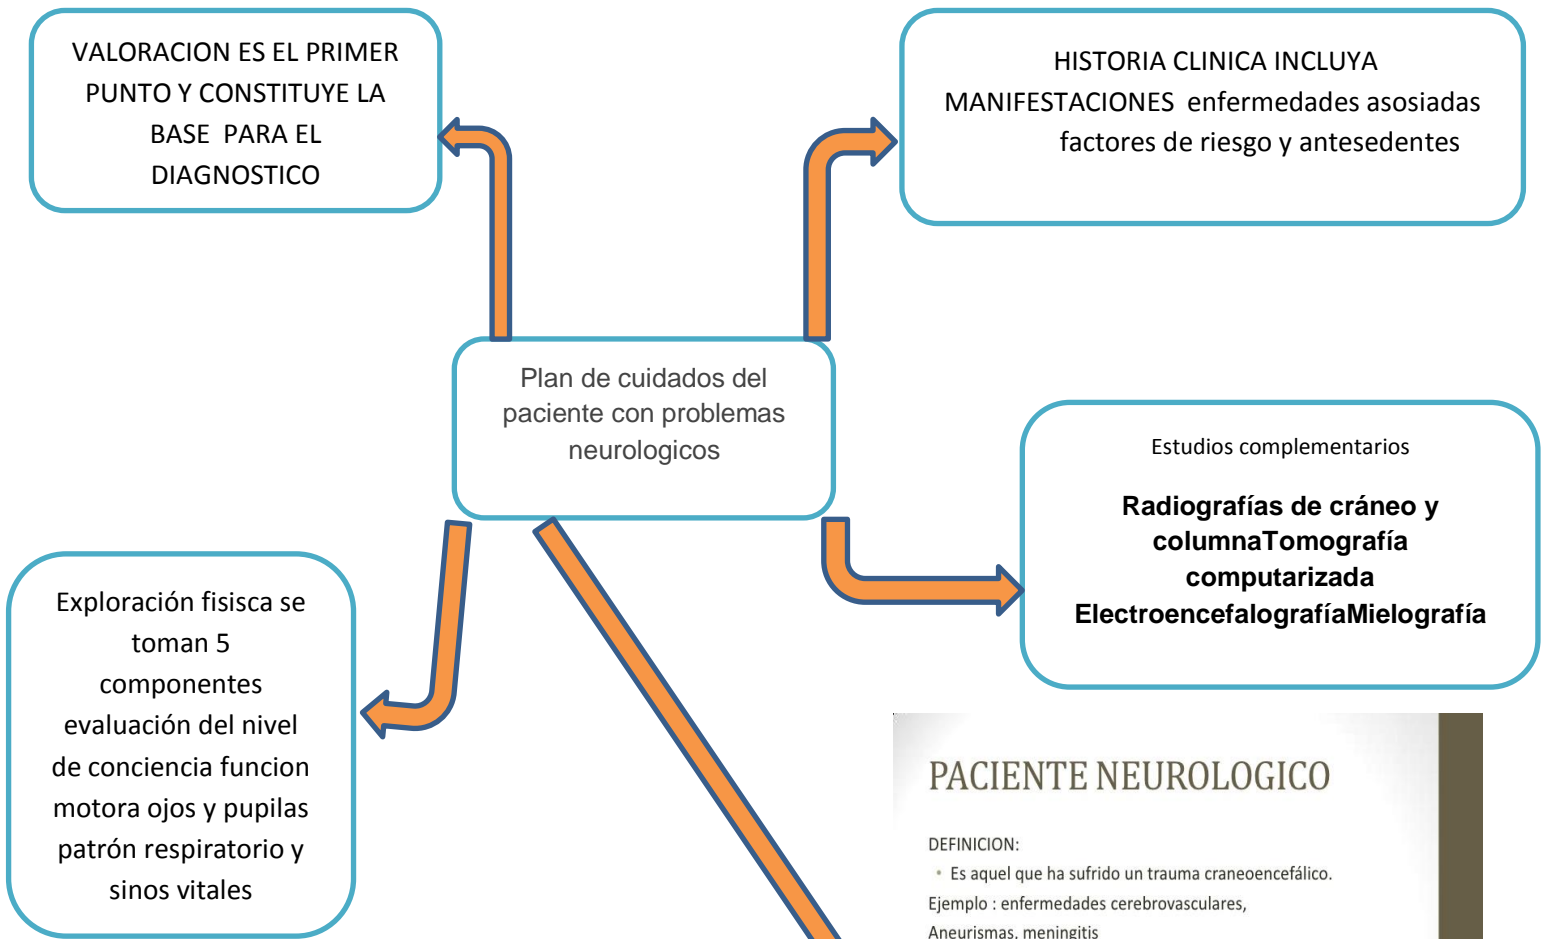 VALORACION ES EL PRIMER
PUNTO Y CONSTITUYE LA
BASE PARA EL
DIAGNOSTICO
HISTORIA CLINICA INCLUYA
MANIFESTACIONES enfermedades asosiadas
factores de riesgo y antesedentes
Plan de cuidados del
paciente con problemas
neurologicos
Estudios complementarios
Radiografías de cráneo y
columnaTomografía
computarizada
ElectroencefalografíaMielografía
Exploración fisisca se
toman 5
componentes
evaluación del nivel
de conciencia funcion
motora ojos y pupilas
patrón respiratorio y
sinos vitales
PACIENTE NEUROLOGICO
DEFINICION:
• Es aquel que ha sufrido un trauma craneoencefálico.
Ejemplo : enfermedades cerebrovasculares,
Aneurismas, meningitis